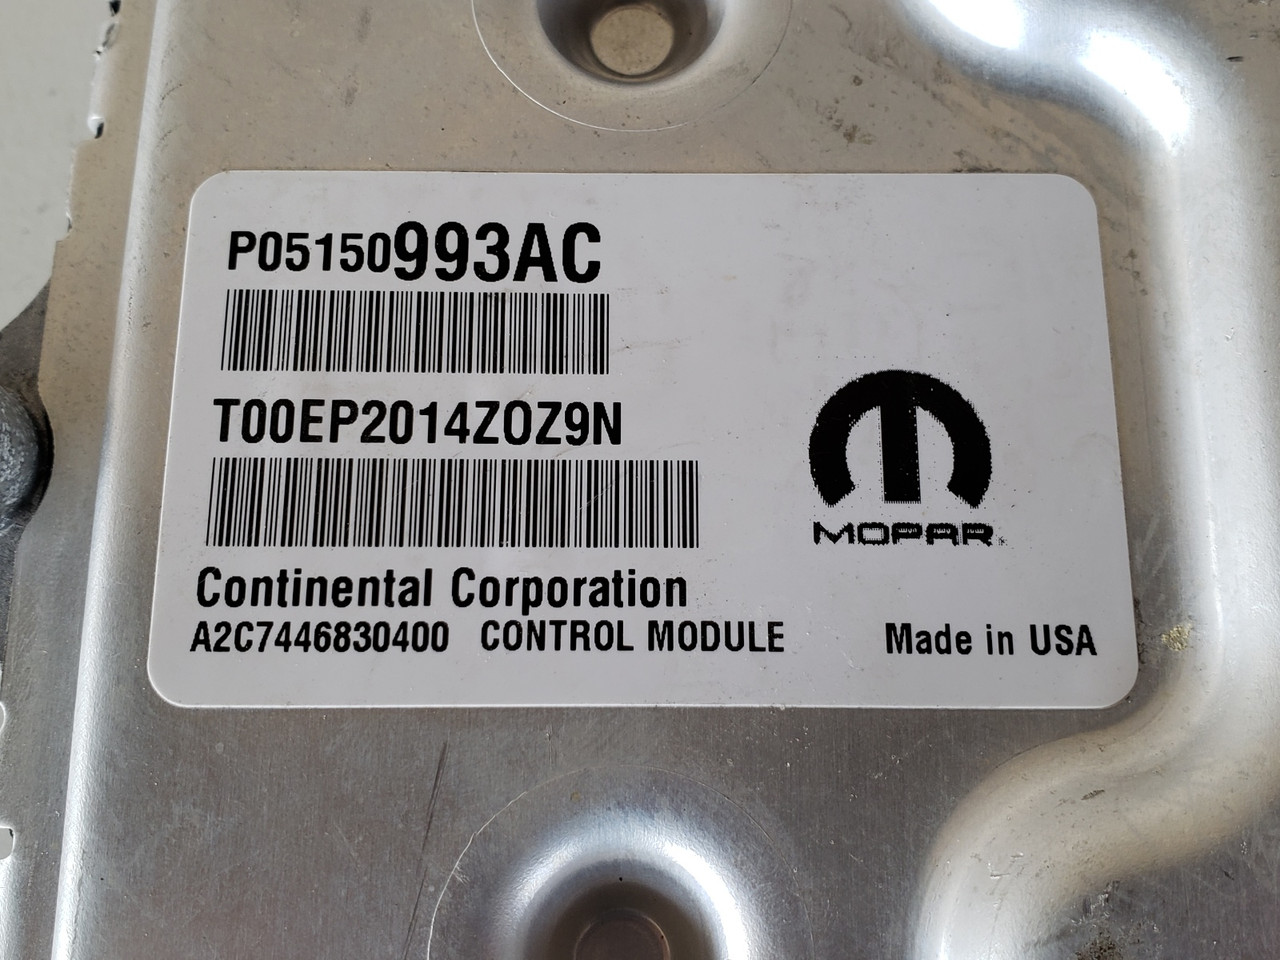 P05150993AC
T00EP2014ZOZ9N
MOPAR
Continental Corporation
A2C7446830400 CONTROL MODULE Made in USA